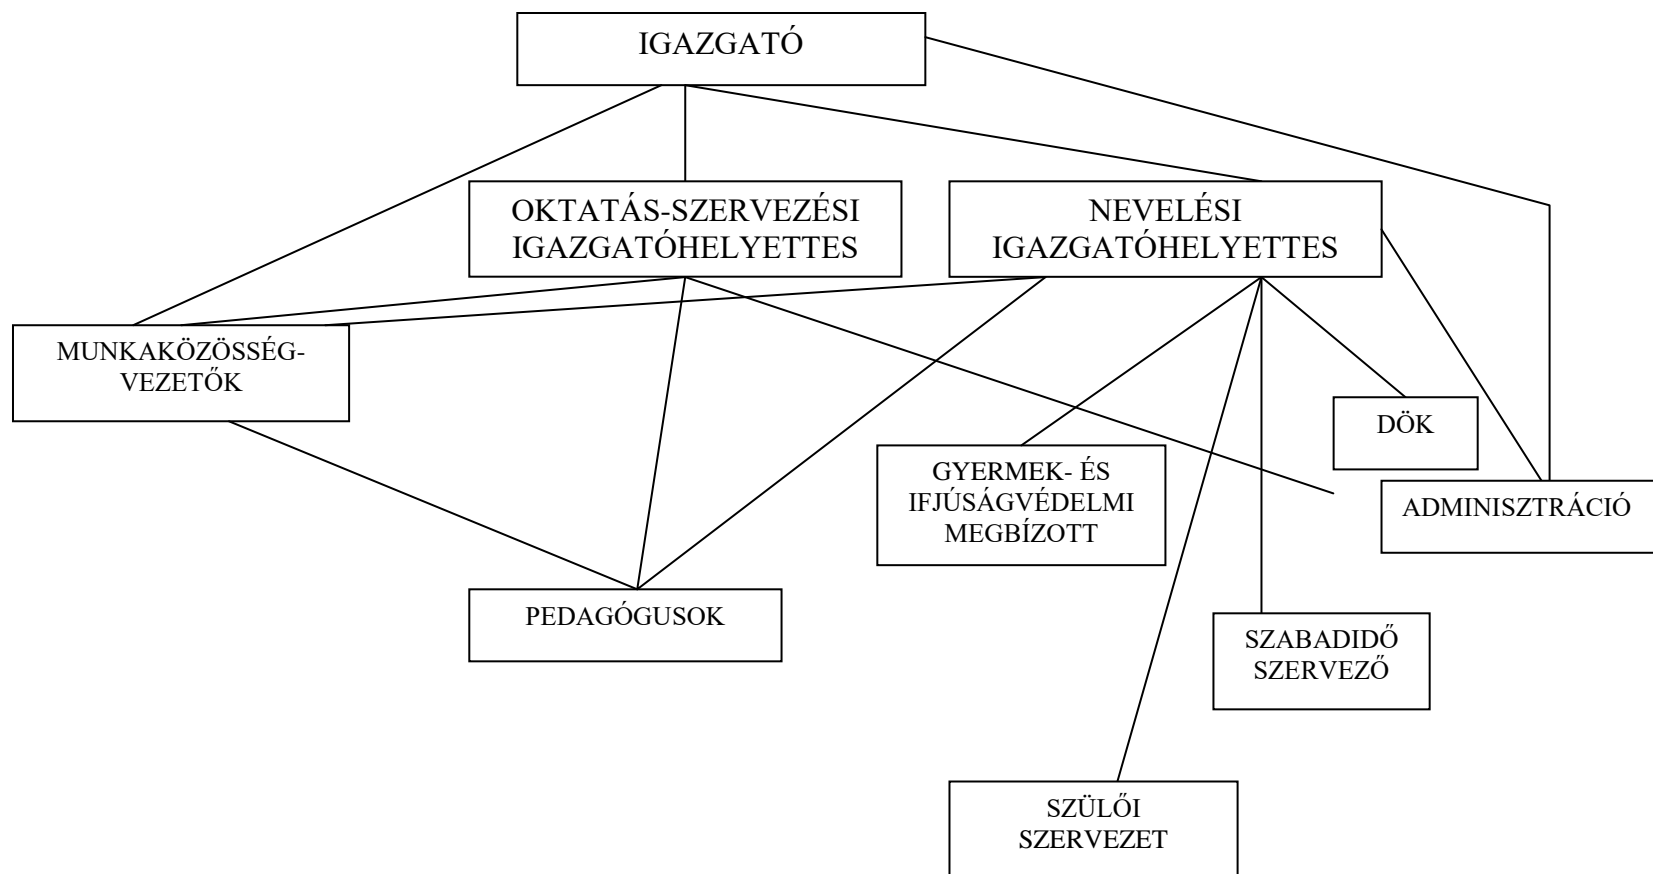 IGAZGATÓ
OKTATÁS-SZERVEZÉSI
IGAZGATÓHELYETTES
NEVELÉSI
IGAZGATÓHELYETTES
MUNKAKÖZÖSSÉG-
VEZETŐK
DÖK
GYERMEK- ÉS
IFJÚSÁGVÉDELMI
MEGBÍZOTT
ADMINISZTRÁCIÓ
PEDAGÓGUSOK
SZABADIDŐ
SZERVEZŐ
SZÜLŐI
SZERVEZET